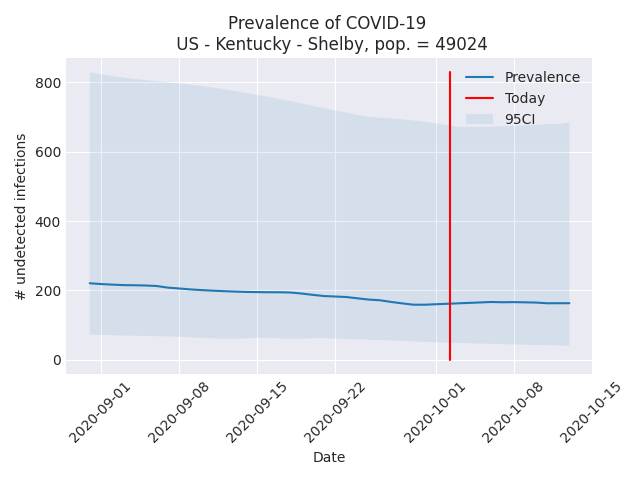 Prevalence of COVID-19
US - Kentucky - Shelby, pop. = 49024
Prevalence
Today
95CI
# undetected infections
800
600
400
200
0
2020-09-01
2020-09-08
2020-09-15
2020-09-22
2020-10-01
2020-10-08
2020-10-15
Date